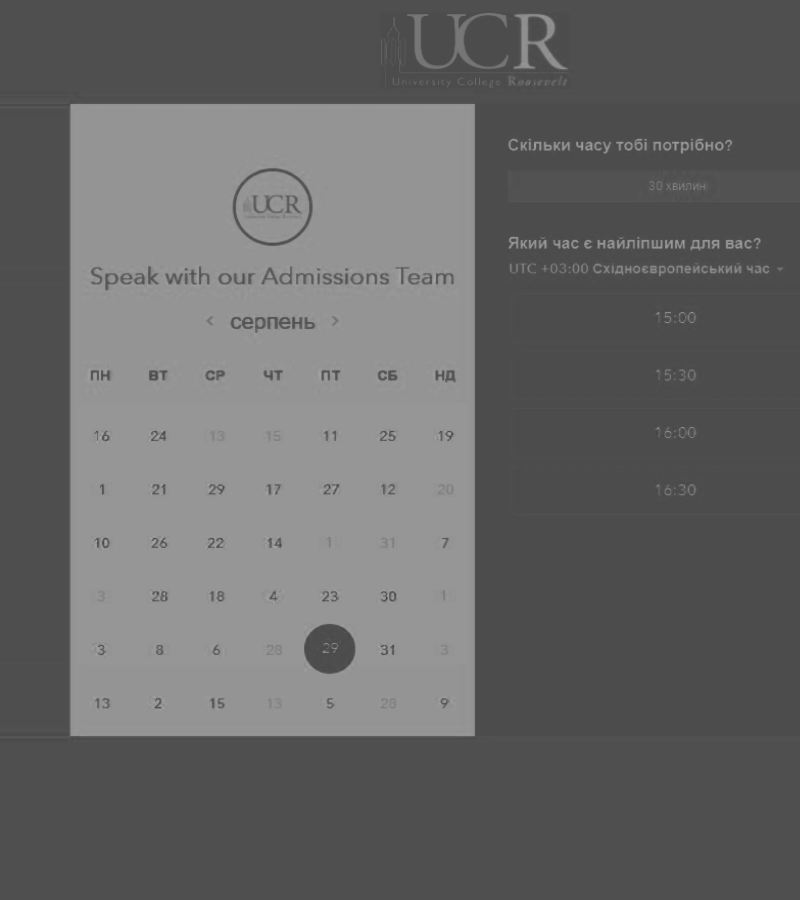 UCR
University College Roosevelt
UCR
Speak with our Admissions Team
< серпень >
ПН ВТ СР ЧТ ПТ СБ НД
16 24 13 15 11 25 19
1 21 29 17 27 12 20
10 26 22 14 1 31 7
3 28 18 4 23 30 1
3 8 6 28 29 31 3
13 2 15 13 5 28 9
Скільки часу тобі потрібно?
30 хвилин
Який час є найліпшим для вас?
UTC +03:00 Східноєвропейський час
15:00
15:30
16:00
16:30